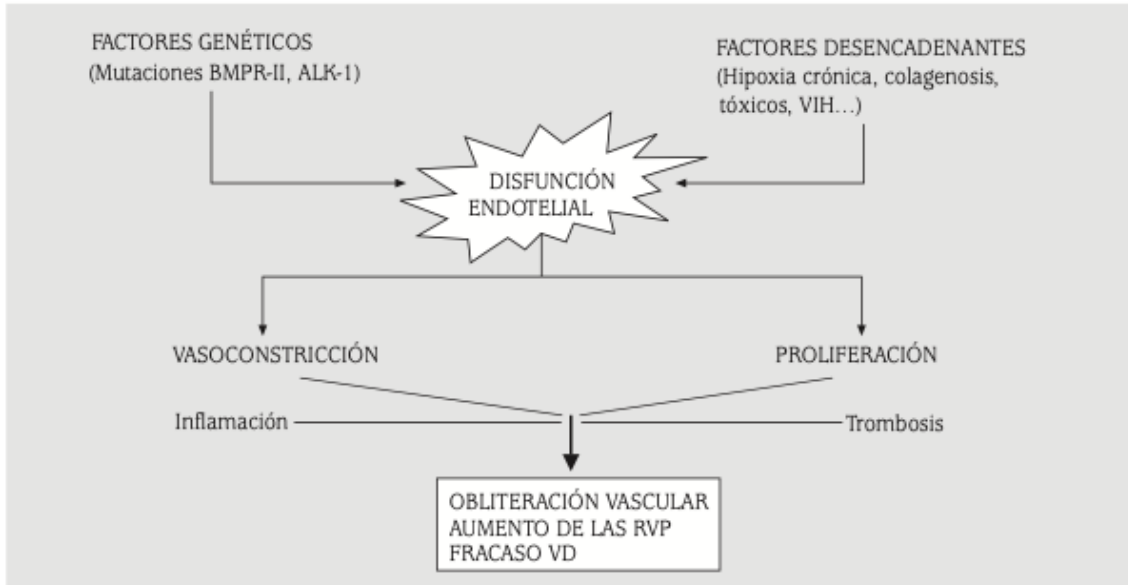 FACTORES GENÉTICOS
(Mutaciones BMPR-II, ALK-1)
FACTORES DESENCADENANTES
(Hipoxia crónica, colagenosis,
tóxicos, VIH…)
DISFUNCIÓN
ENDOTELIAL
VASOCONSTRICCIÓN
PROLIFERACIÓN
Inflamación
Trombosis
OBLITERACIÓN VASCULAR
AUMENTO DE LAS RVP
FRACASO VD